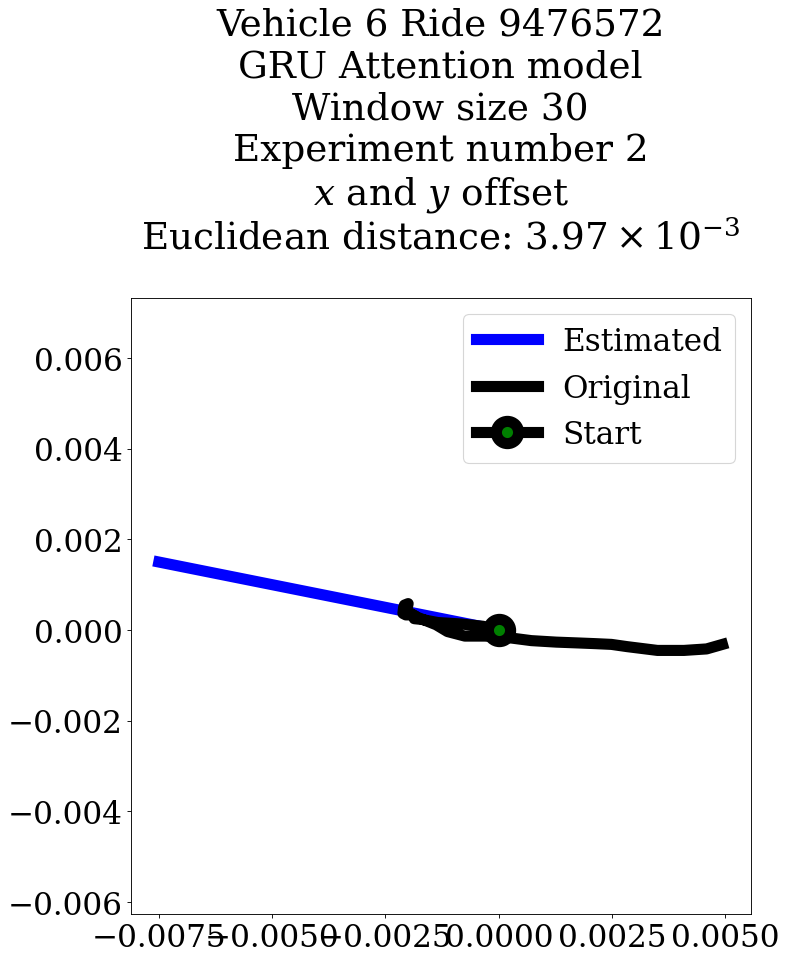 Vehicle 6 Ride 9476572
GRU Attention model
Window size 30
Experiment number 2
x and y offset
Euclidean distance: 3.97 × 10⁻³
Estimated
Original
Start
0.006
0.004
0.002
0.000
−0.002
−0.004
−0.006
−0.0075 −0.0050 −0.0025 0.0000 0.0025 0.0050